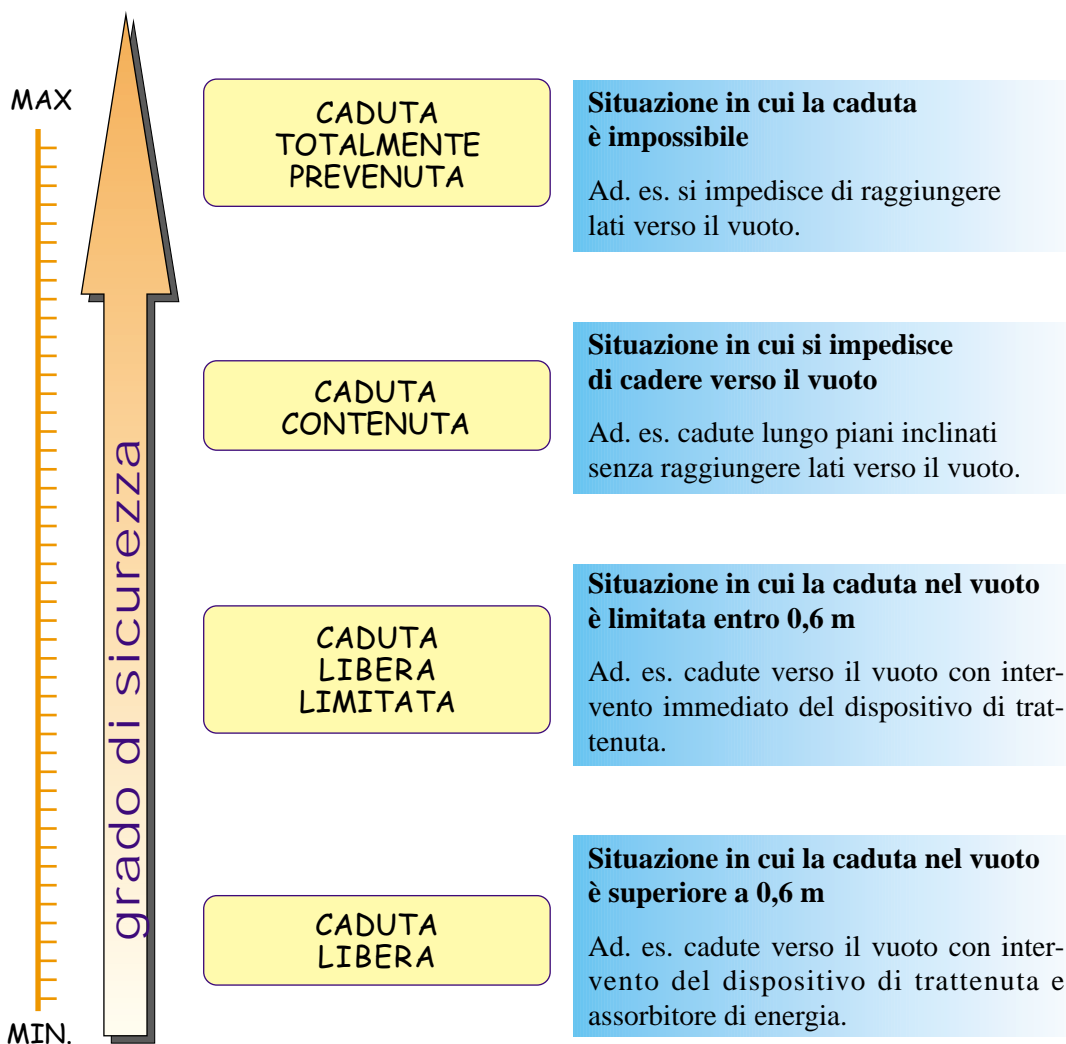 MAX
CADUTA
TOTALMENTE
PREVENUTA
Situazione in cui la caduta
è impossibile
Ad. es. si impedisce di raggiungere
lati verso il vuoto.
CADUTA
CONTENUTA
Situazione in cui si impedisce
di cadere verso il vuoto
Ad. es. cadute lungo piani inclinati
senza raggiungere lati verso il vuoto.
grado di sicurezza
CADUTA
LIBERA
LIMITATA
Situazione in cui la caduta nel vuoto
è limitata entro 0,6 m
Ad. es. cadute verso il vuoto con inter-
vento immediato del dispositivo di trat-
tenuta.
CADUTA
LIBERA
Situazione in cui la caduta nel vuoto
è superiore a 0,6 m
Ad. es. cadute verso il vuoto con inter-
vento del dispositivo di trattenuta e
assorbitore di energia.
MIN.